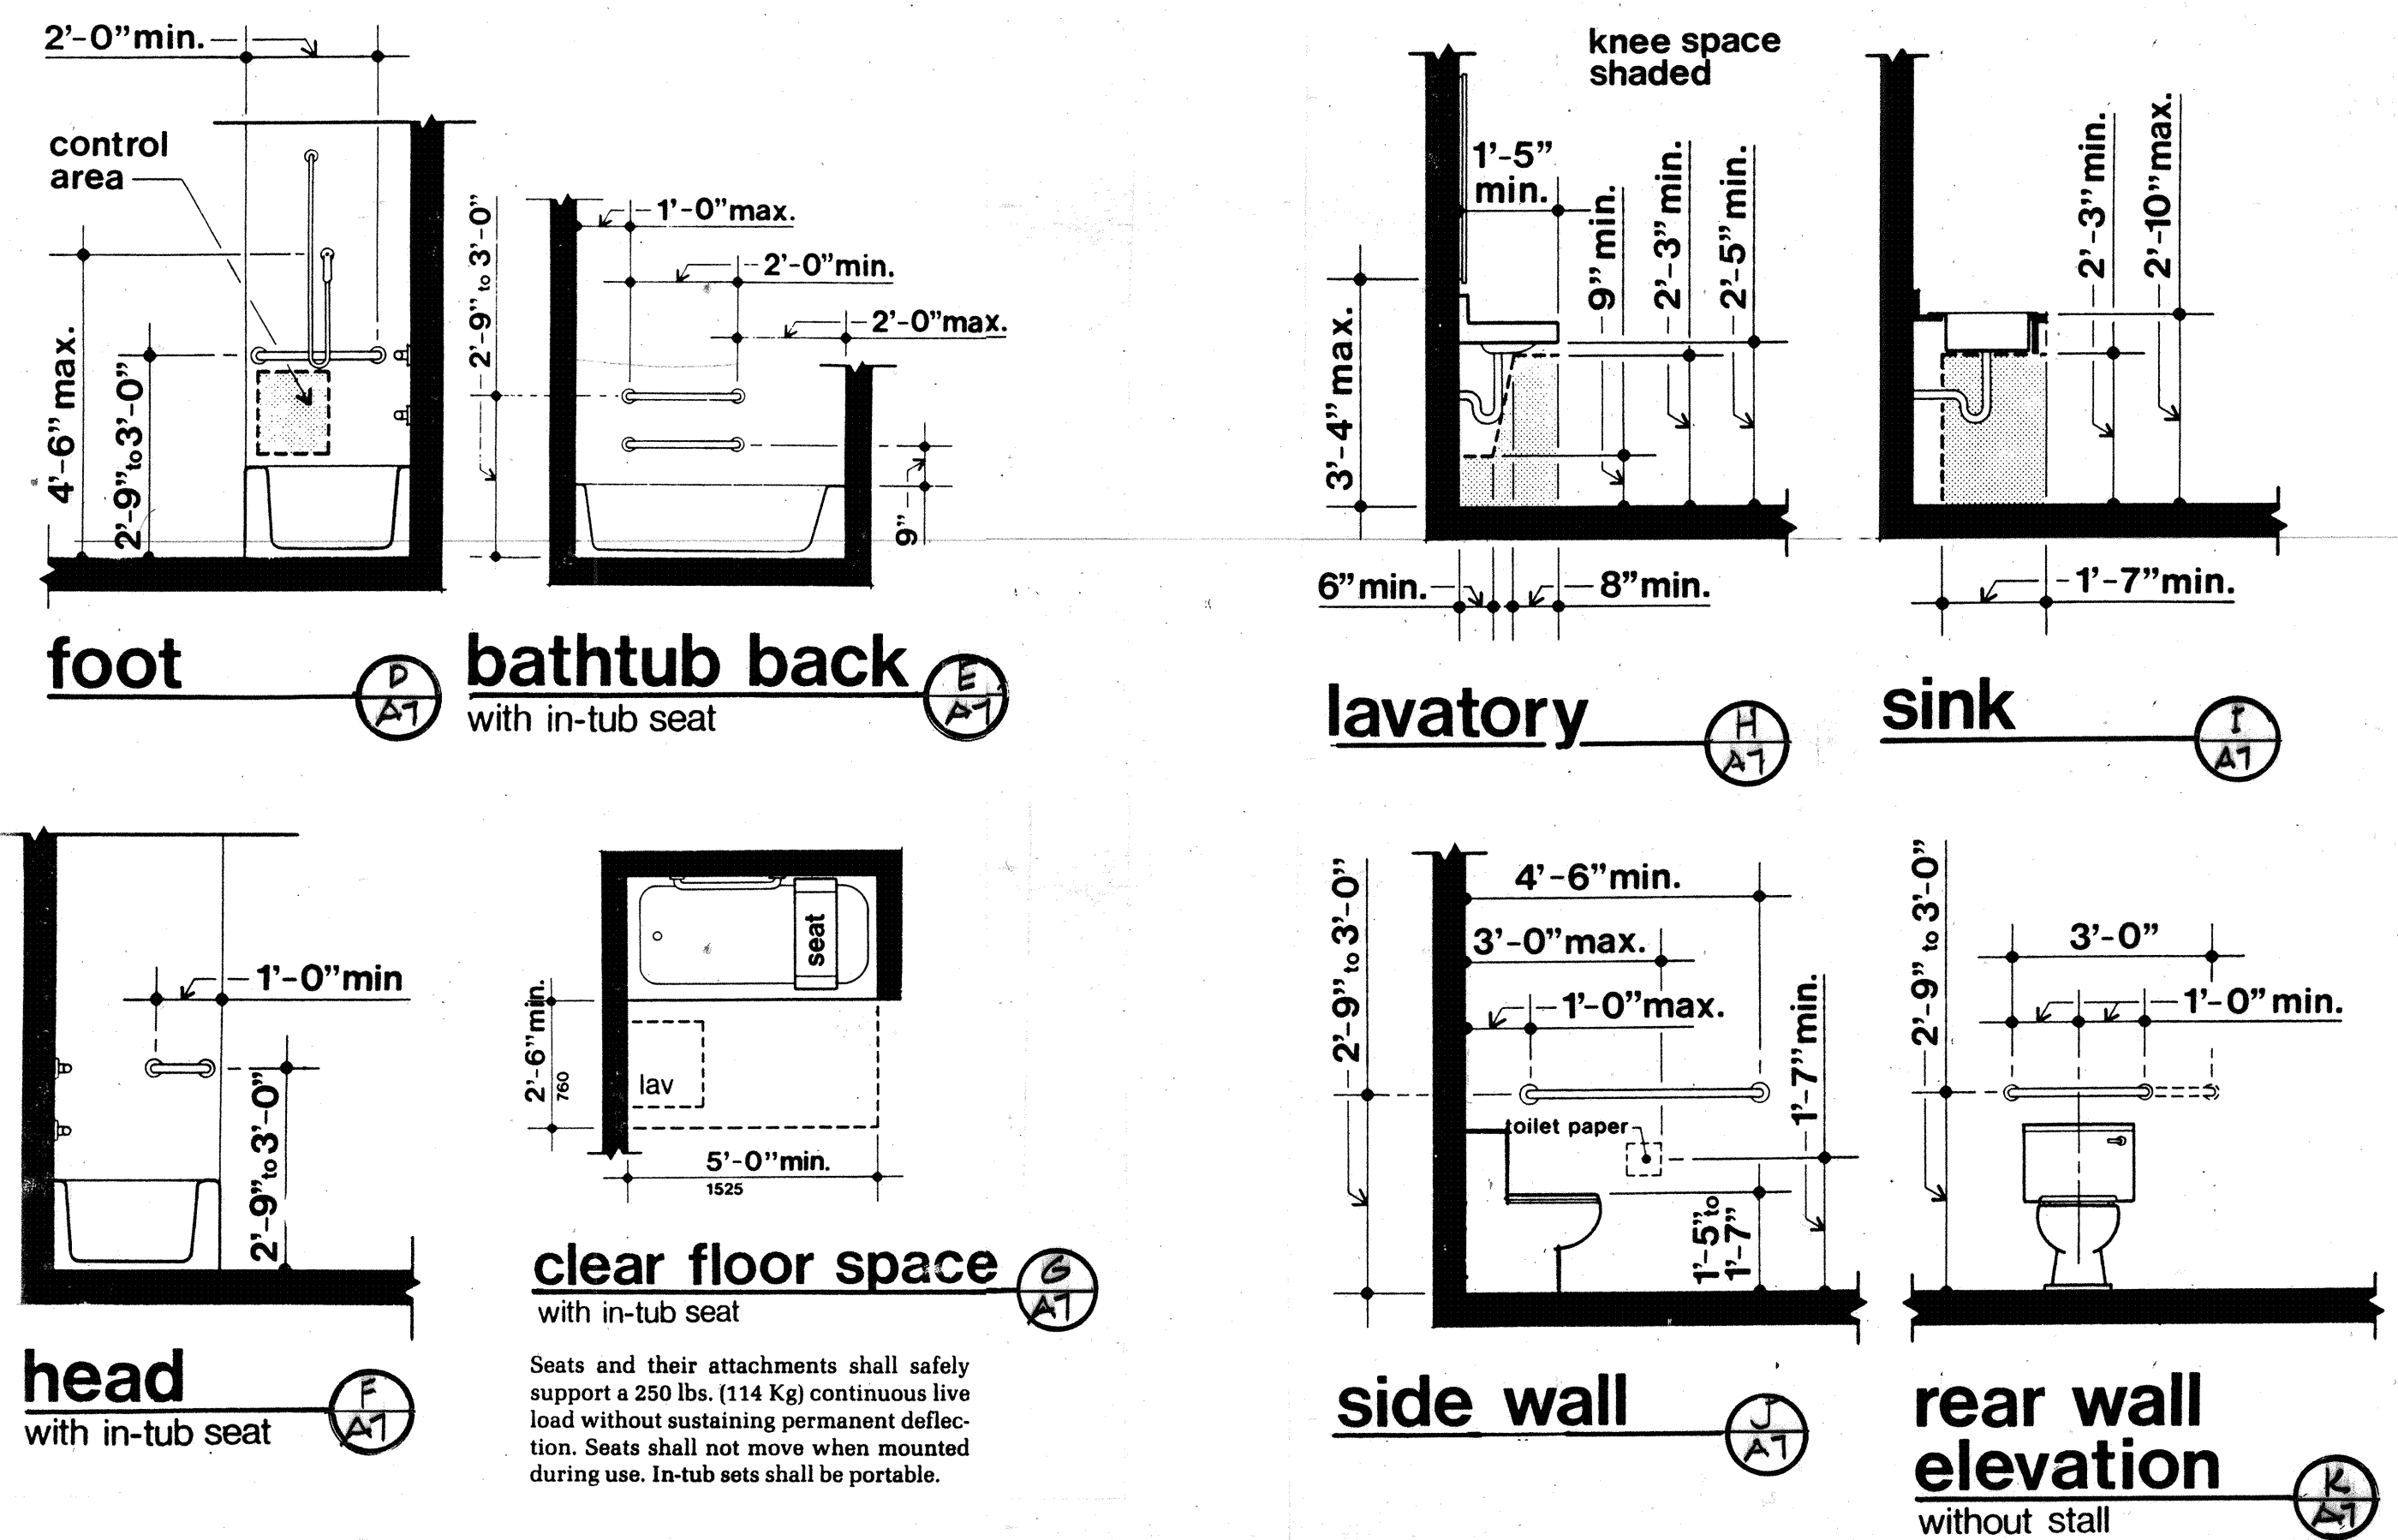 2'-0" min.
control
area
4'-6" max.
2'-9" to 3'-0"
foot
D
A7
2'-9" to 3'-0"
1'-0" max.
2'-0" min.
2'-0" max.
9"
bathtub back
with in-tub seat
E
A7
knee space
shaded
1'-5"
min.
3'-4" max.
9" min.
2'-3" min.
2'-5" min.
6" min.
8" min.
lavatory
H
A7
2'-3" min.
2'-10" max.
1'-7" min.
sink
I
A7
1'-0" min
2'-9" to 3'-0"
head
with in-tub seat
F
A7
seat
2'-6" min.
760
lav
5'-0" min.
1525
clear floor space
with in-tub seat
G
A7
Seats and their attachments shall safely
support a 250 lbs. (114 Kg) continuous live
load without sustaining permanent deflec-
tion. Seats shall not move when mounted
during use. In-tub sets shall be portable.
2'-9" to 3'-0"
4'-6" min.
3'-0" max.
1'-0" max.
1'-7" min.
toilet paper
1'-5" to
1'-7"
side wall
J
A7
2'-9" to 3'-0"
3'-0"
1'-0" min.
rear wall
elevation
without stall
K
A7